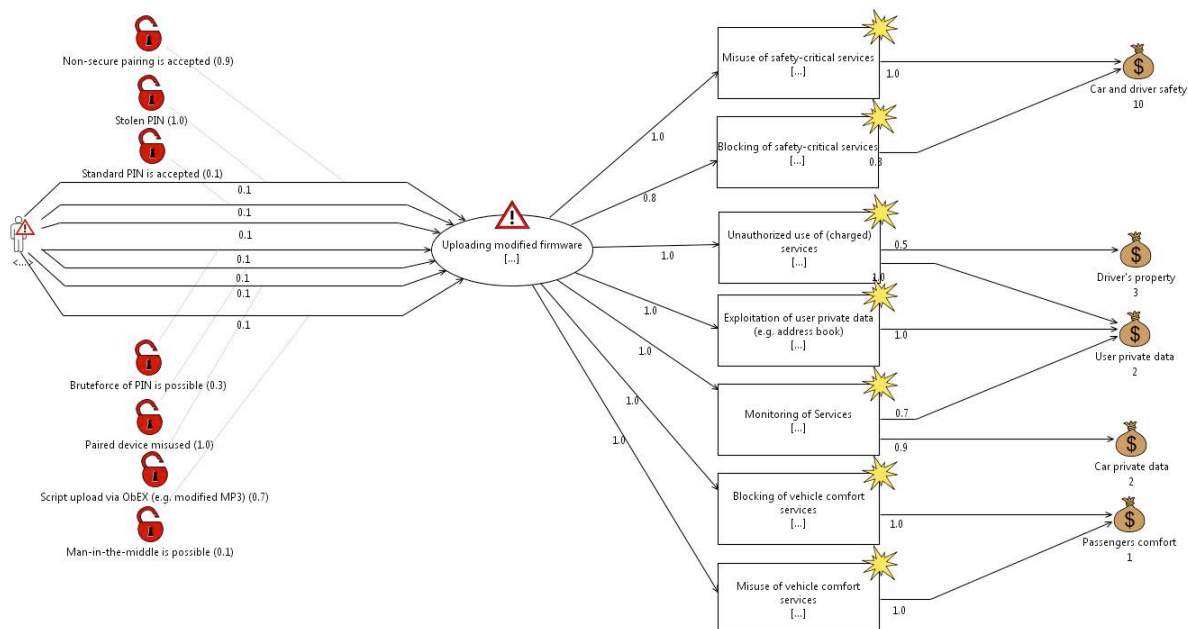 Non-secure pairing is accepted (0.9)
Stolen PIN (1.0)
Standard PIN is accepted (0.1)
0.1
0.1
0.1
0.1
0.1
0.1
0.1
<...>
Bruteforce of PIN is possible (0.3)
Paired device misused (1.0)
Script upload via ObEX (e.g. modified MP3) (0.7)
Man-in-the-middle is possible (0.1)
Uploading modified firmware
[...]
1.0
0.8
1.0
1.0
1.0
1.0
1.0
Misuse of safety-critical services
[...]
1.0
Blocking of safety-critical services
[...]
0.8
Unauthorized use of (charged)
services
[...]
0.5
1.0
Exploitation of user private data
(e.g. address book)
[...]
1.0
Monitoring of Services
[...]
0.7
0.9
Blocking of vehicle comfort
services
[...]
1.0
Misuse of vehicle comfort
services
[...]
1.0
$
Car and driver safety
10
$
Driver's property
3
$
User private data
2
$
Car private data
2
$
Passengers comfort
1